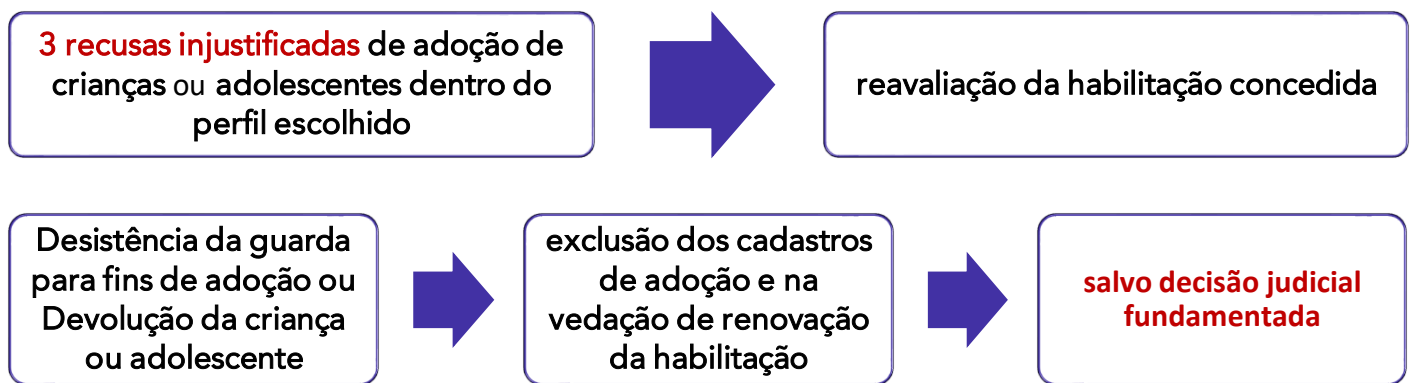 3 recusas injustificadas de adoção de
crianças ou adolescentes dentro do
perfil escolhido
reavaliação da habilitação concedida
Desistência da guarda
para fins de adoção ou
Devolução da criança
ou adolescente
exclusão dos cadastros
de adoção e na
vedação de renovação
da habilitação
salvo decisão judicial
fundamentada